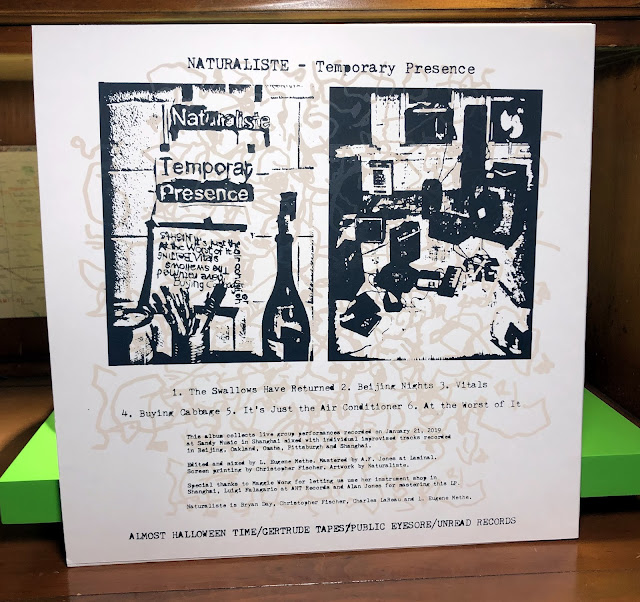 NATURALISTE - Temporary Presence
Naturaliste
Temporar
Presence
1. The Swallows Have Returned 2. Beijing Nights 3. Vitals
4. Buying Cabbage 5. It's Just the Air Conditioner 6. At the Worst of It
This album collects live group performances recorded on January 21, 2019
at Sandy Music in Shanghai mixed with individual improvised tracks recorded
in Beijing, Oakland, Omaha, Pittsburgh and Shanghai.
Edited and mixed by L. Eugene Methe. Mastered by A.F. Jones at Laminal.
Screen printing by Christopher Fischer. Artwork by Naturaliste.
Special thanks to Maggie Wong for letting us use her instrument shop in
Shanghai, Luigi Falagario at AHT Records and Alan Jones for mastering this LP.
Naturaliste is Bryan Day, Christopher Fischer, Charles LaReau and L. Eugene Methe.
ALMOST HALLOWEEN TIME/GERTRUDE TAPES/PUBLIC EYESORE/UNREAD RECORDS